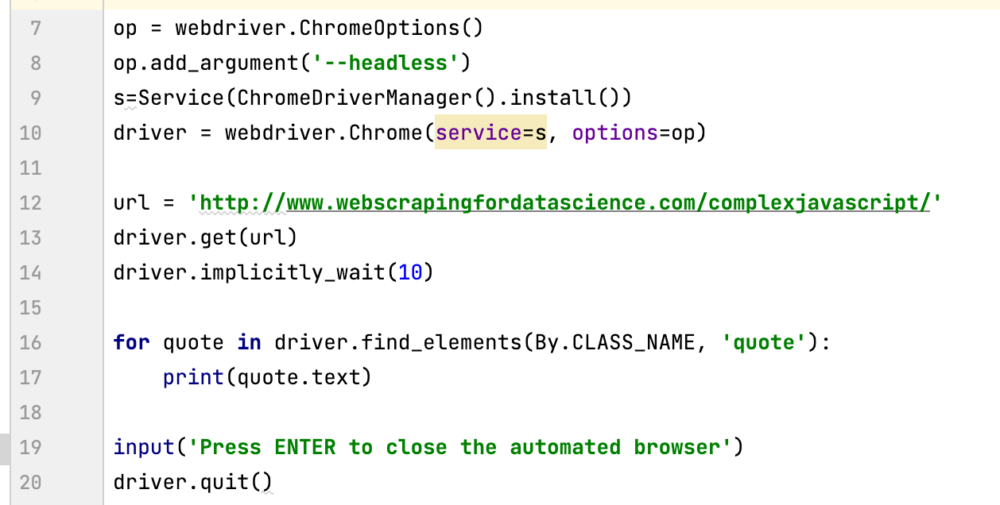 7 op = webdriver.ChromeOptions()
8 op.add_argument('--headless')
9 s=Service(ChromeDriverManager().install())
10 driver = webdriver.Chrome(service=s, options=op)
11
12 url = 'http://www.webscrapingfordatascience.com/complexjavascript/'
13 driver.get(url)
14 driver.implicitly_wait(10)
15
16 for quote in driver.find_elements(By.CLASS_NAME, 'quote'):
17     print(quote.text)
18
19 input('Press ENTER to close the automated browser')
20 driver.quit()